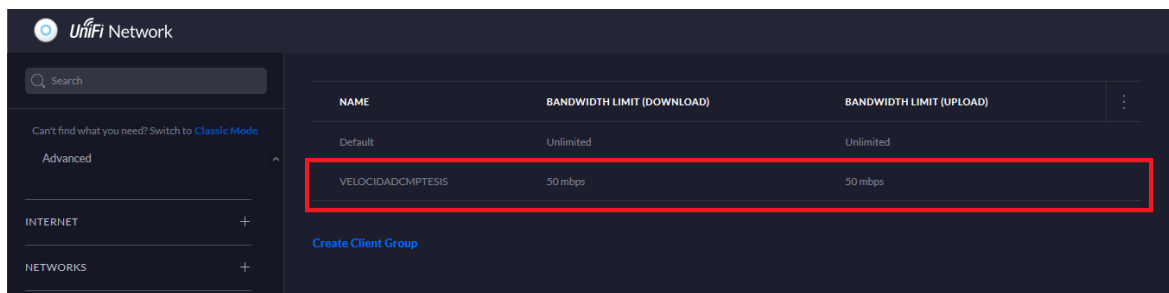 UniFi Network
Search
NAME BANDWIDTH LIMIT (DOWNLOAD) BANDWIDTH LIMIT (UPLOAD)
Can't find what you need? Switch to Classic Mode
Default Unlimited Unlimited
Advanced
VELOCIDADCMPTESIS 50 mbps 50 mbps
INTERNET +
Create Client Group
NETWORKS +